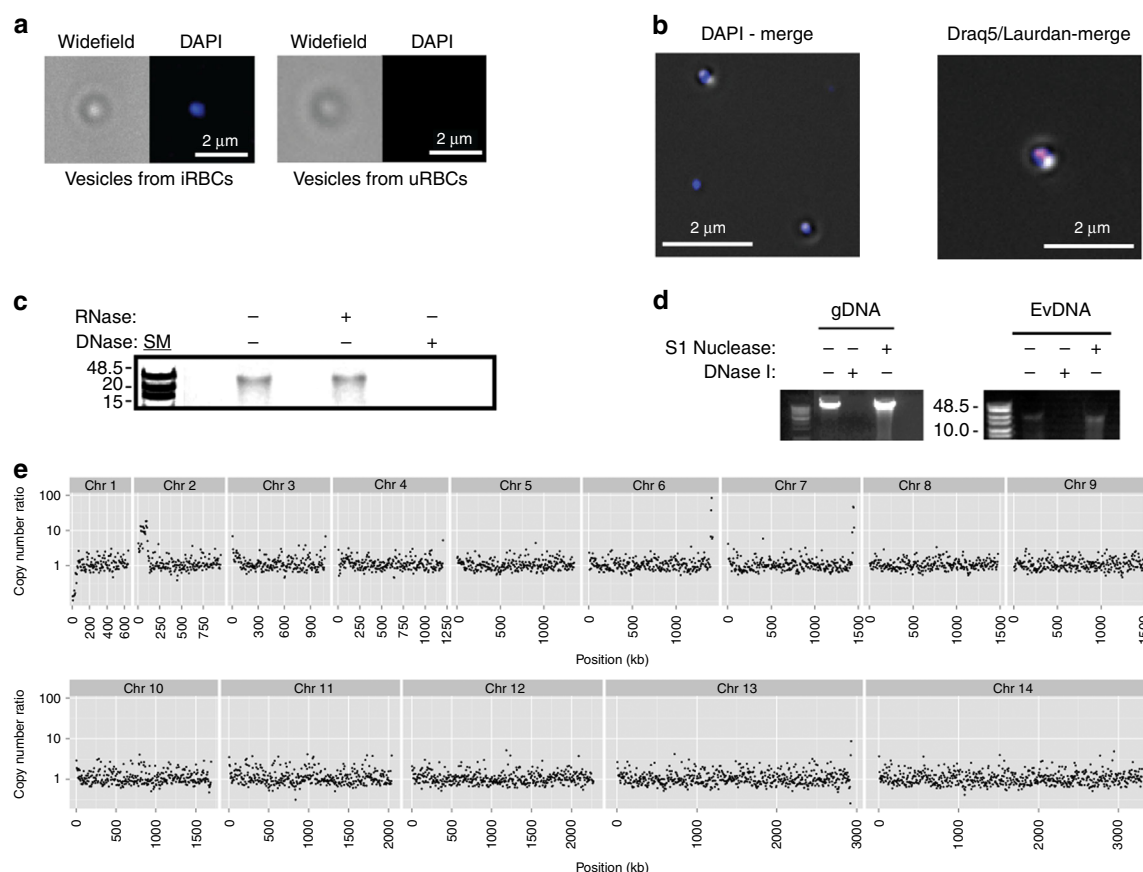 a
Widefield DAPI Widefield DAPI
2 μm 2 μm
Vesicles from iRBCs Vesicles from uRBCs
b
DAPI - merge Draq5/Laurdan-merge
2 μm 2 μm
c
RNase: – + –
DNase: SM – – +
48.5
20
15
d
gDNA EvDNA
S1 Nuclease: – – + – – +
DNase I: – + – – + –
48.5
10.0
e
Chr 1 Chr 2 Chr 3 Chr 4 Chr 5 Chr 6 Chr 7 Chr 8 Chr 9
Copy number ratio
100
10
1
0 200 400 600 0 250 500 750 0 300 600 900 0 250 500 750 1000 1250 0 500 1000 0 500 1000 0 500 1000 1500 0 500 1000 1500 0 500 1000 1500
Position (kb)
Chr 10 Chr 11 Chr 12 Chr 13 Chr 14
Copy number ratio
100
10
1
0 500 1000 1500 0 500 1000 1500 2000 0 500 1000 1500 2000 0 1000 2000 3000 0 1000 2000 3000
Position (kb)